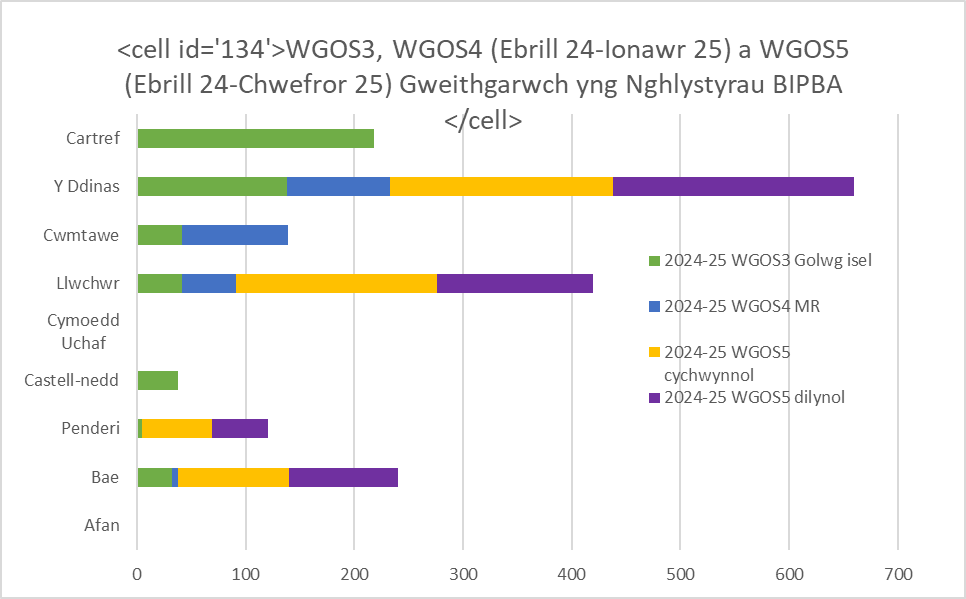 <cell id='134'>WGOS3, WGOS4 (Ebrill 24-Ionawr 25) a WGOS5
(Ebrill 24-Chwefror 25) Gweithgarwch yng Nghlystyrau BIPBA
</cell>
Cartref
Y Ddinas
Cwmtawe
Llwchwr
Cymoedd
Uchaf
Castell-nedd
Penderi
Bae
Afan
2024-25 WGOS3 Golwg isel
2024-25 WGOS4 MR
2024-25 WGOS5
cychwynnol
2024-25 WGOS5 dilynol
0 100 200 300 400 500 600 700